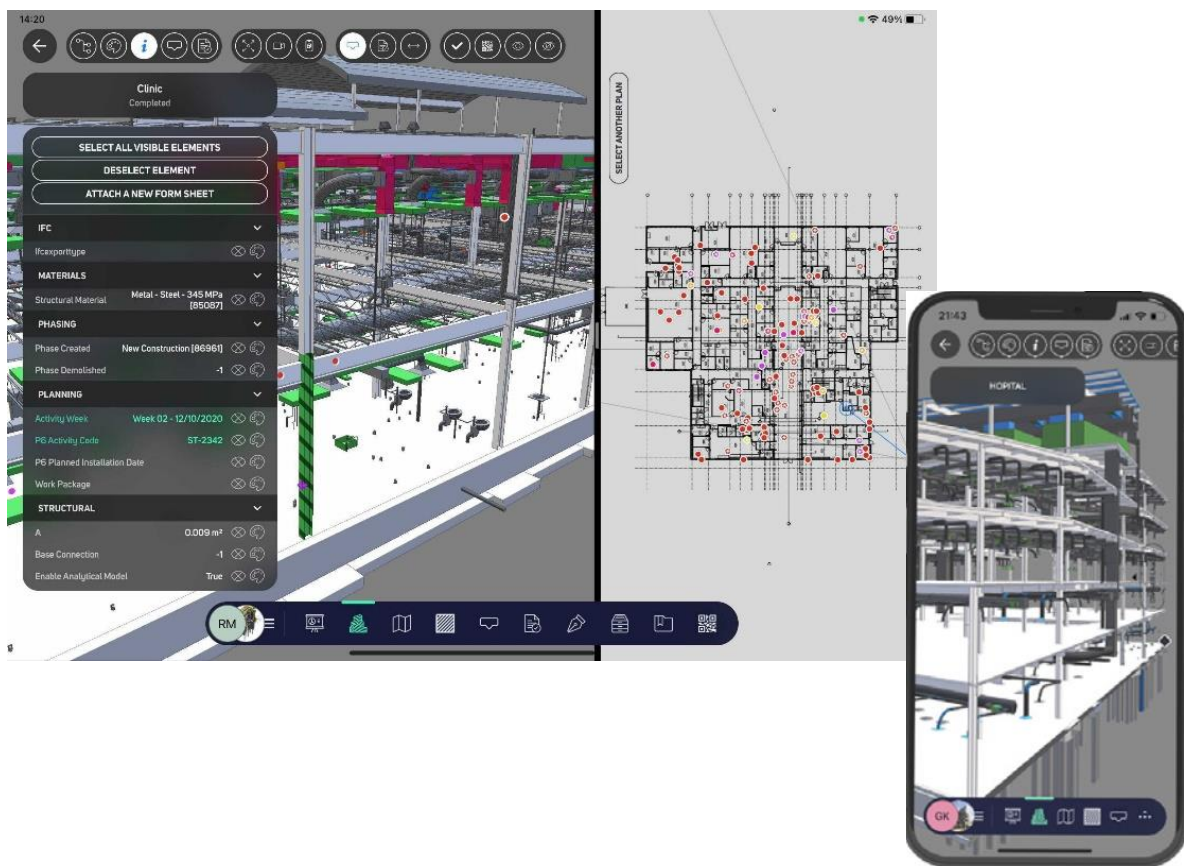 14:20
49%
Clinic
Completed
SELECT ALL VISIBLE ELEMENTS
DESELECT ELEMENT
ATTACH A NEW FORM SHEET
IFC
Ifcexporttype
MATERIALS
Structural Material Metal - Steel - 345 MPa
[85087]
PHASING
Phase Created New Construction [86961]
Phase Demolished -1
PLANNING
Activity Week Week 02 - 12/10/2020
P6 Activity Code ST-2342
P6 Planned Installation Date
Work Package
STRUCTURAL
A 0.009 m²
Base Connection -1
Enable Analytical Model True
RM
SELECT ANOTHER PLAN
21:43
HOPITAL
GK